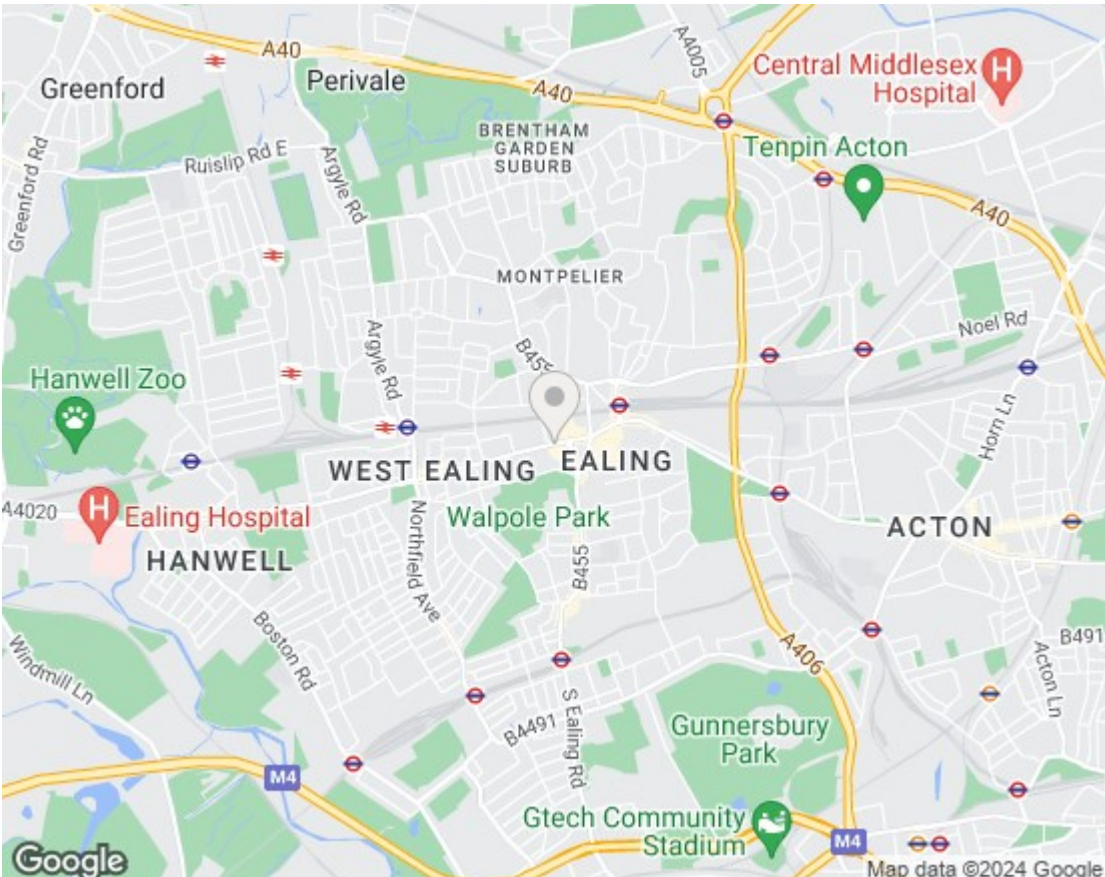 A40
A4005
Greenford
Perivale
A40
Central Middlesex
Hospital
H
BRENTHAM
GARDEN
SUBURB
Tenpin Acton
Ruislip Rd E
Argyle Rd
Greenford Rd
A40
MONTPELIER
Noel Rd
Argyle Rd
B455
Hanwell Zoo
Horn Ln
WEST EALING
EALING
A4020
H
Ealing Hospital
Walpole Park
ACTON
HANWELL
Northfield Ave
B455
Boston Rd
A406
B491
Acton Ln
Windmill Ln
S Ealing Rd
B4491
Gunnersbury
Park
M4
Gtech Community
Stadium
M4
Google
Map data ©2024 Google